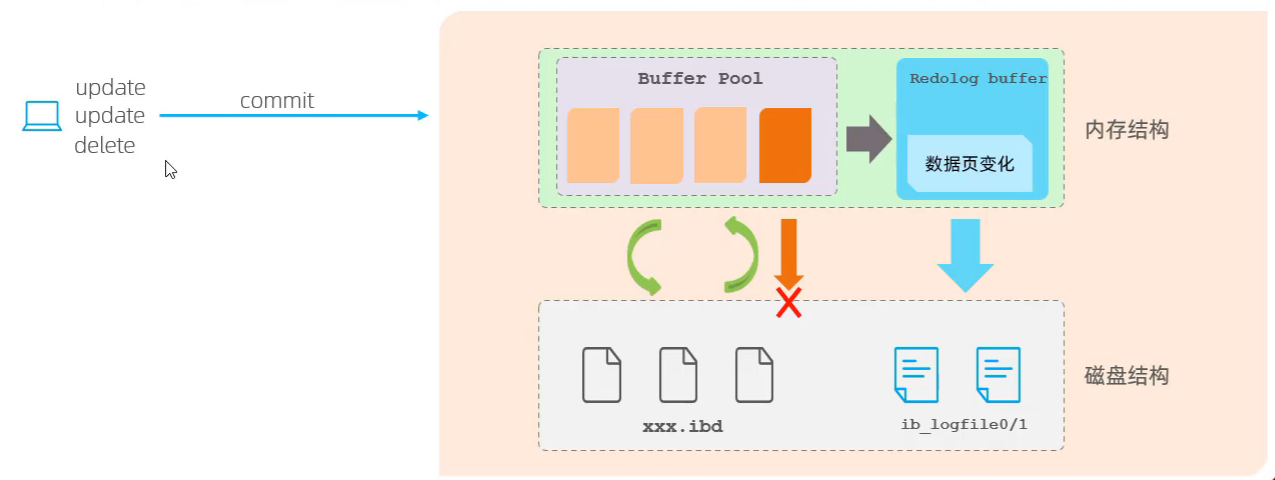 update
update
delete
commit
Buffer Pool
Redolog buffer
数据页变化
内存结构
xxx.ibd
ib_logfile0/1
磁盘结构